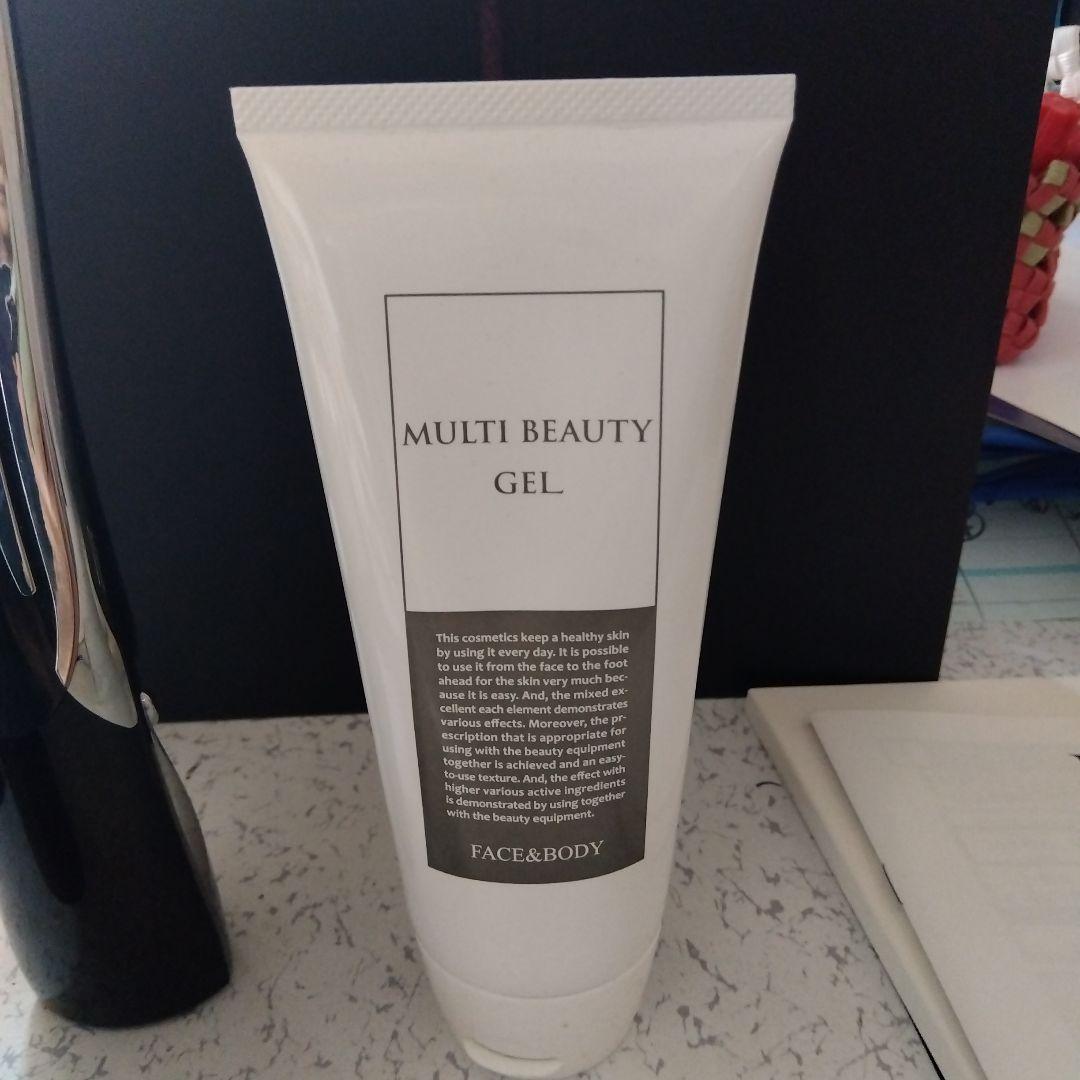 MULTI BEAUTY
GEL
This cosmetics keep a healthy skin
by using it every day. It is possible
to use it from the face to the foot
ahead for the skin very much bec-
ause it is easy. And, the mixed ex-
cellent each element demonstrates
various effects. Moreover, the pr-
escription that is appropriate for
using with the beauty equipment
together is achieved and an easy-
to-use texture. And, the effect with
higher various active ingredients
is demonstrated by using together
with the beauty equipment.
FACE&BODY